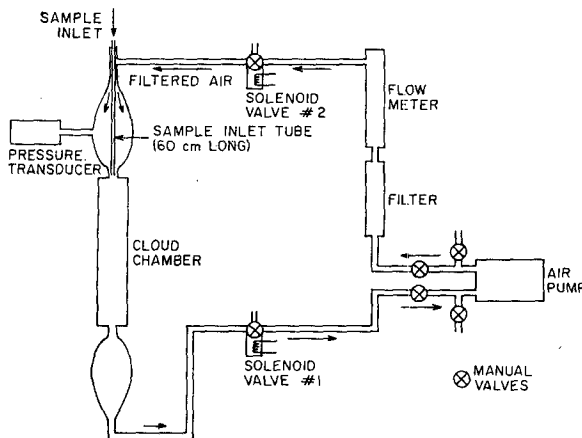 SAMPLE
INLET
FILTERED AIR
SOLENOID
VALVE #2
FLOW
METER
SAMPLE INLET TUBE
(60 cm LONG)
PRESSURE
TRANSDUCER
FILTER
CLOUD
CHAMBER
AIR
PUMP
SOLENOID
VALVE #1
MANUAL
VALVES